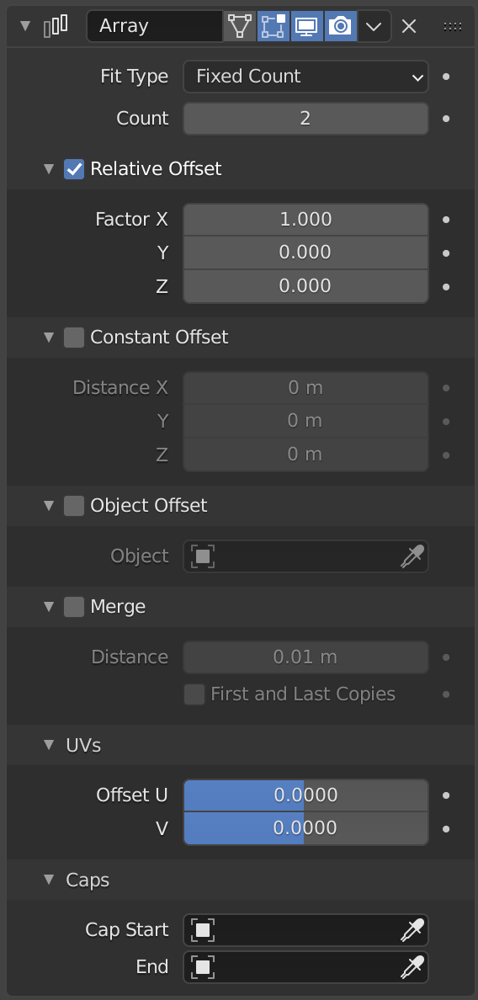 Array
Fit Type Fixed Count
Count 2
Relative Offset
Factor X 1.000
Y 0.000
Z 0.000
Constant Offset
Distance X 0 m
Y 0 m
Z 0 m
Object Offset
Object
Merge
Distance 0.01 m
First and Last Copies
UVs
Offset U 0.0000
V 0.0000
Caps
Cap Start
End